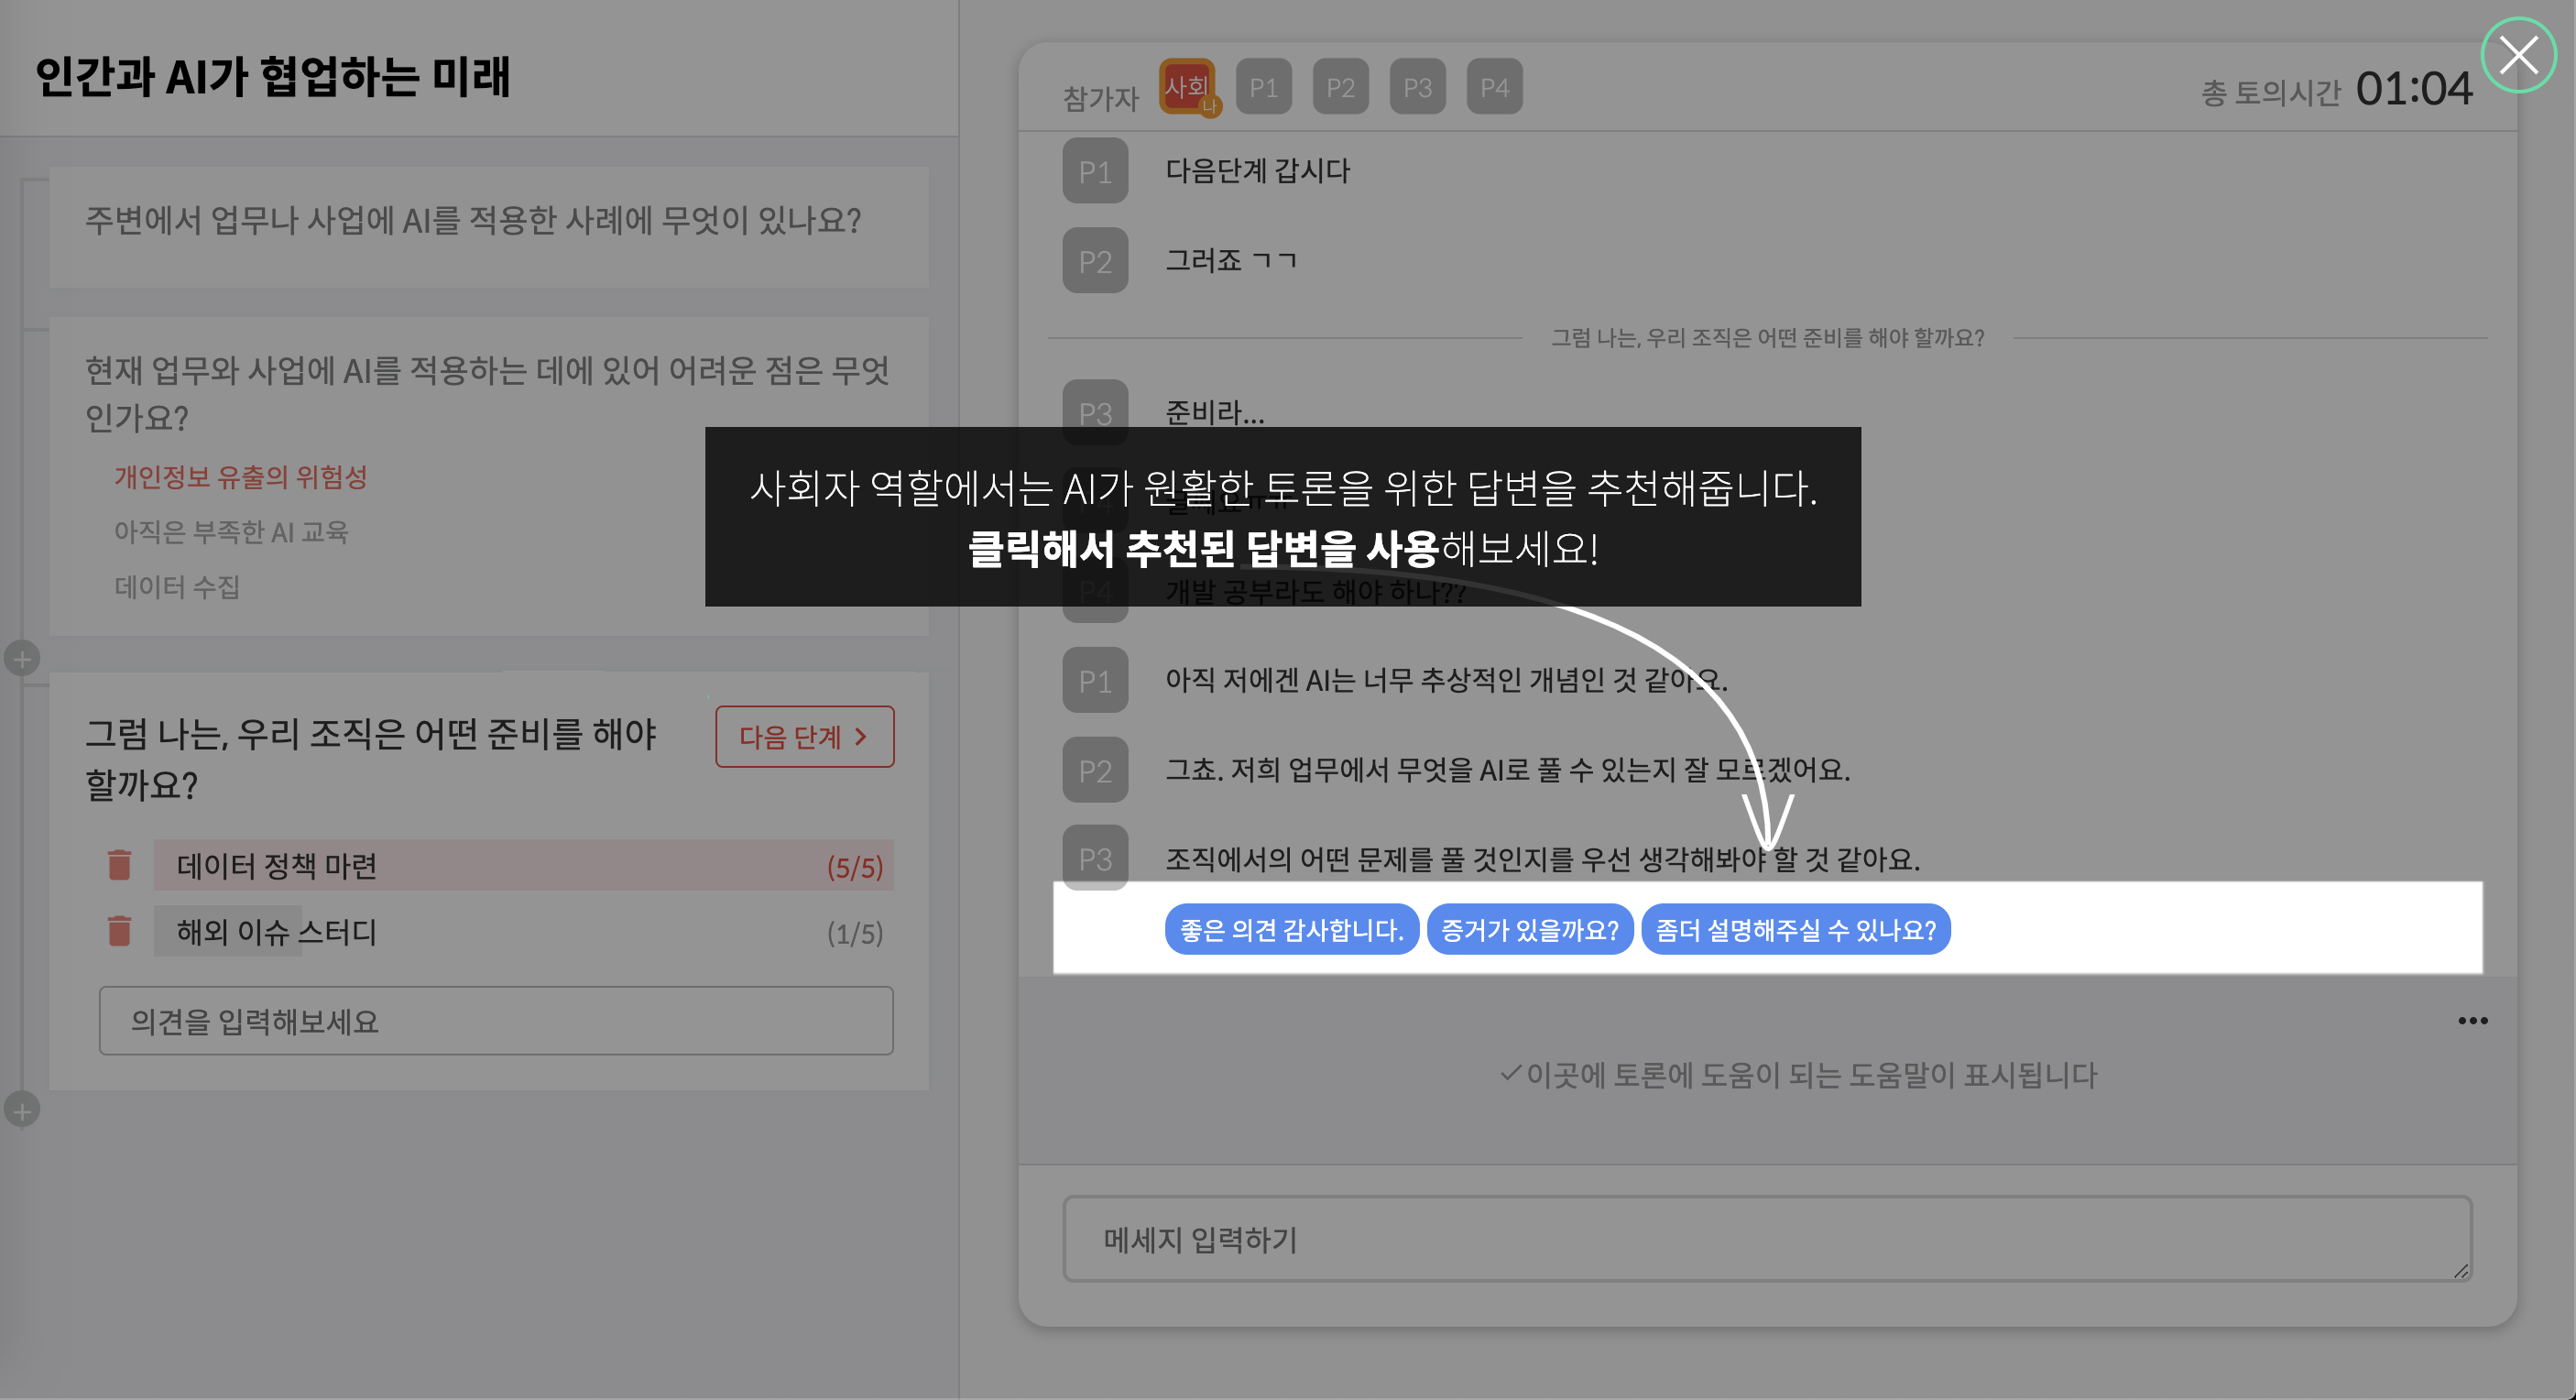 인간과 AI가 협업하는 미래
주변에서 업무나 사업에 AI를 적용한 사례에 무엇이 있나요?
현재 업무와 사업에 AI를 적용하는 데에 있어 어려운 점은 무엇
인가요?
개인정보 유출의 위험성
아직은 부족한 AI 교육
데이터 수집
그럼 나는, 우리 조직은 어떤 준비를 해야
할까요?
다음 단계
데이터 정책 마련 (5/5)
해외 이슈 스터디 (1/5)
의견을 입력해보세요
참가자 사회 나 P1 P2 P3 P4 총 토의시간 01:04
P1 다음단계 갑시다
P2 그러죠 ㄱㄱ
그럼 나는, 우리 조직은 어떤 준비를 해야 할까요?
P3 준비라...
사회자 역할에서는 AI가 원활한 토론을 위한 답변을 추천해줍니다.
클릭해서 추천된 답변을 사용해보세요!
P4 개발 공부라도 해야 하나??
P1 아직 저에겐 AI는 너무 추상적인 개념인 것 같아요.
P2 그쵸. 저희 업무에서 무엇을 AI로 풀 수 있는지 잘 모르겠어요.
P3 조직에서의 어떤 문제를 풀 것인지를 우선 생각해봐야 할 것 같아요.
좋은 의견 감사합니다. 증거가 있을까요? 좀더 설명해주실 수 있나요?
이곳에 토론에 도움이 되는 도움말이 표시됩니다
메세지 입력하기